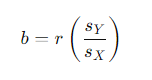 b = r ( s_Y / s_X )